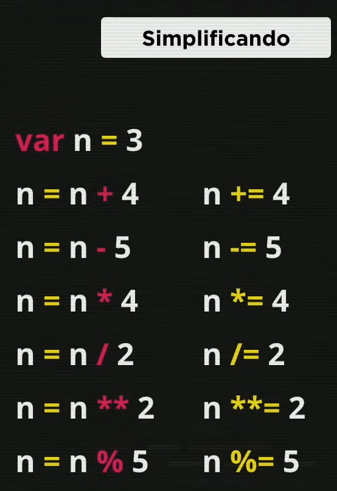 Simplificando
var n = 3
n = n + 4 n += 4
n = n - 5 n -= 5
n = n * 4 n *= 4
n = n / 2 n /= 2
n = n ** 2 n **= 2
n = n % 5 n %= 5